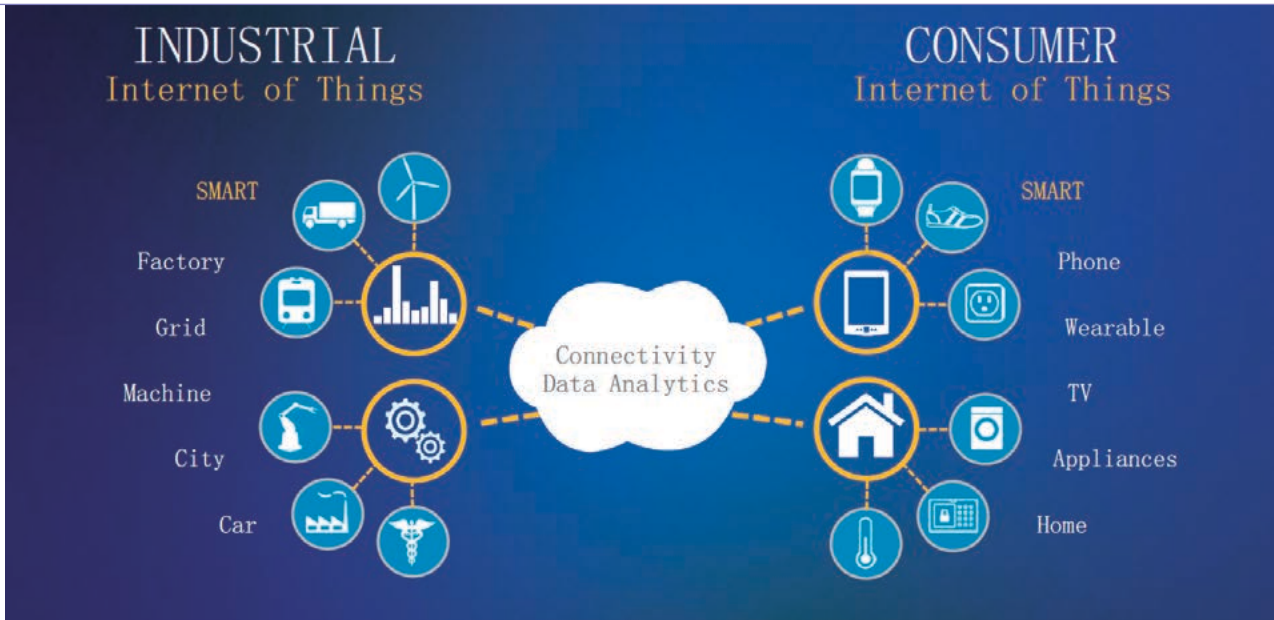 INDUSTRIAL
Internet of Things
SMART
Factory
Grid
Machine
City
Car
Connectivity
Data Analytics
CONSUMER
Internet of Things
SMART
Phone
Wearable
TV
Appliances
Home